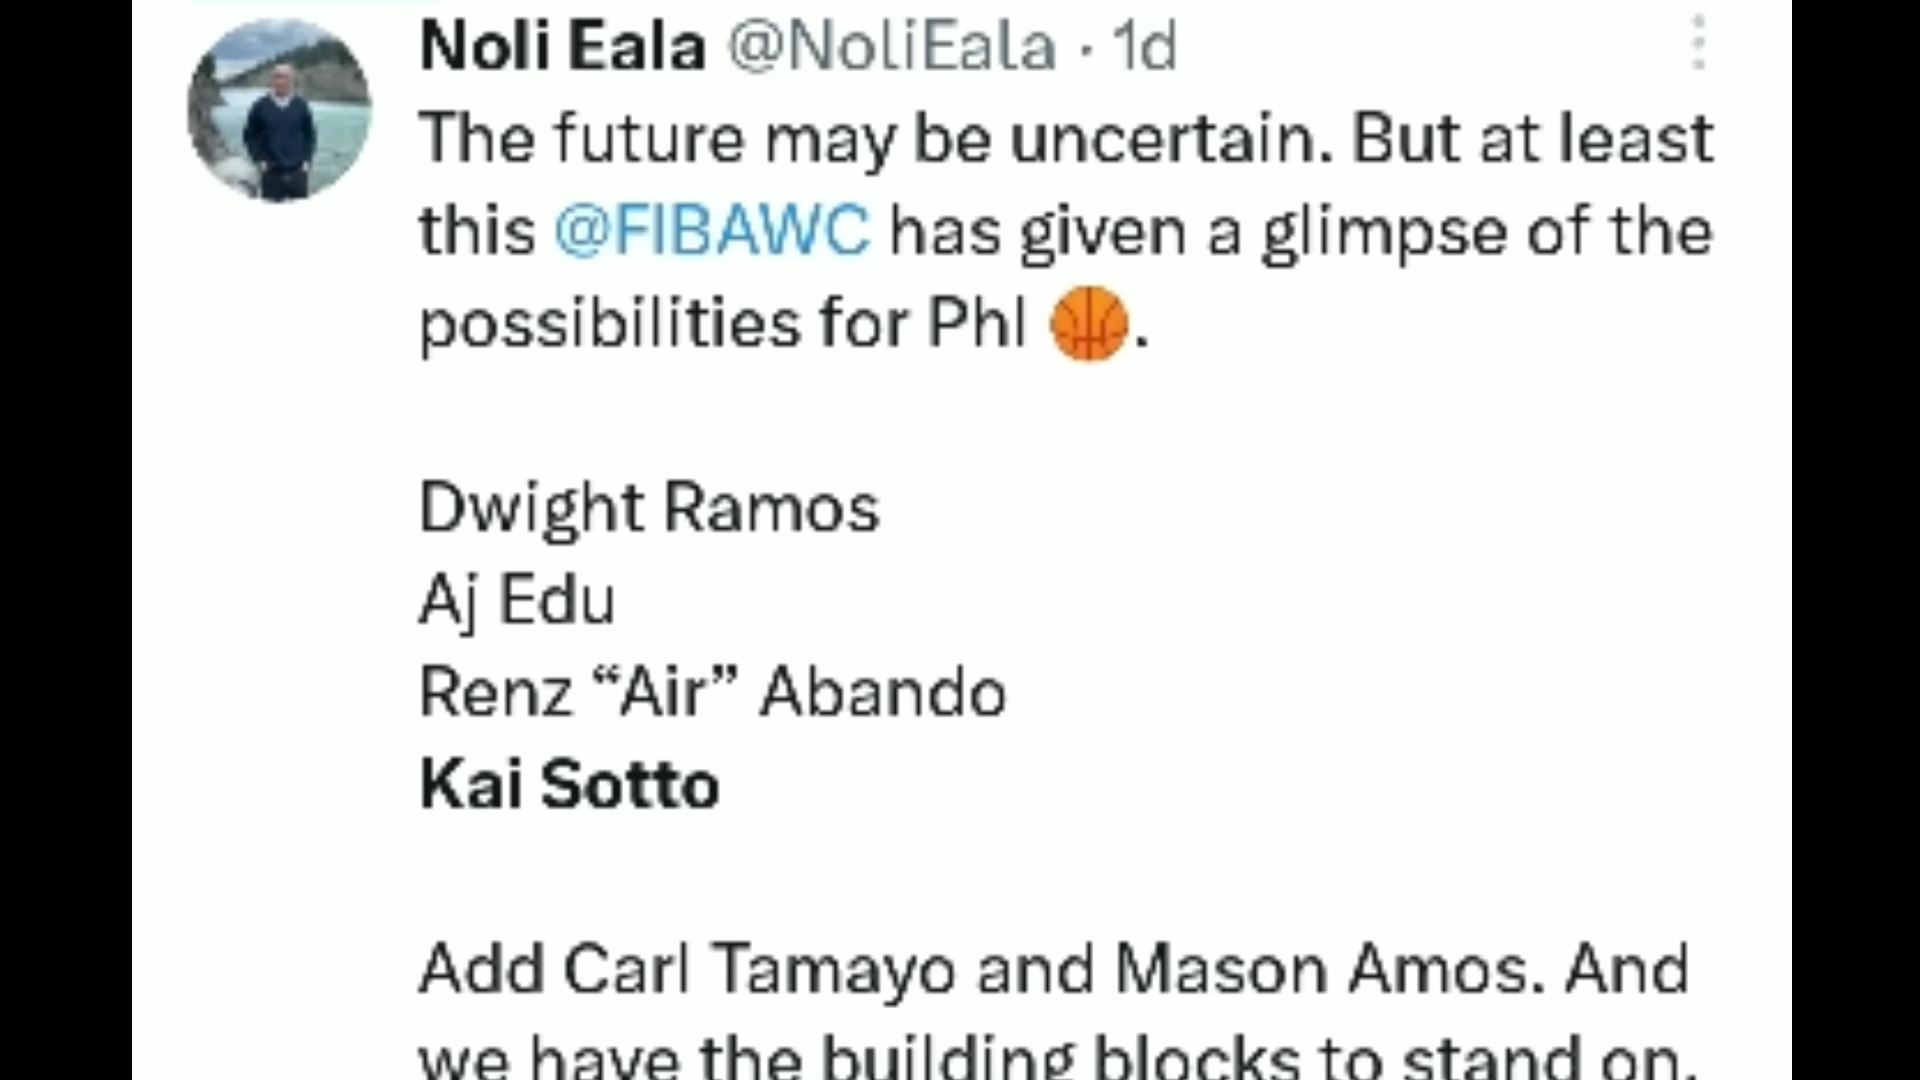 Noli Eala @NoliEala · 1d
The future may be uncertain. But at least
this @FIBAWC has given a glimpse of the
possibilities for Phl 🏀.
Dwight Ramos
Aj Edu
Renz “Air” Abando
Kai Sotto
Add Carl Tamayo and Mason Amos. And
we have the building blocks to stand on.